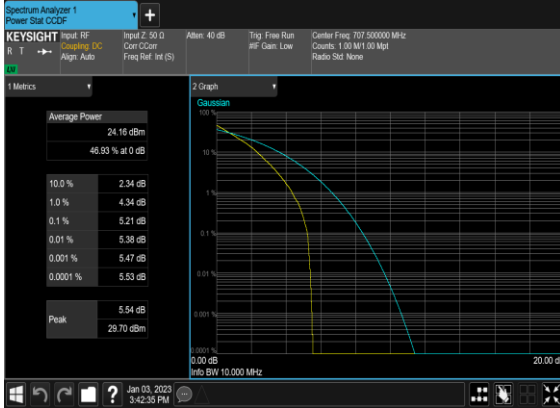 Spectrum Analyzer 1
Power Stat CCDF
+
KEYSIGHT
R T
Input: RF
Coupling: DC
Align: Auto
Input Z: 50 Ω
Corr CCorr
Freq Ref: Int (S)
Atten: 40 dB
Trig: Free Run
#IF Gain: Low
Center Freq: 707.500000 MHz
Counts: 1.00 M/1.00 Mpt
Radio Std: None
1 Metrics
Average Power
24.16 dBm
46.93 % at 0 dB
10.0 % 2.34 dB
1.0 % 4.34 dB
0.1 % 5.21 dB
0.01 % 5.38 dB
0.001 % 5.47 dB
0.0001 % 5.53 dB
Peak 5.54 dB
29.70 dBm
2 Graph
Gaussian
100 %
10 %
1 %
0.1 %
0.01 %
0.001 %
0.0001 %
0.00 dB 20.00 dB
Info BW 10.000 MHz
?
Jan 03, 2023
3:42:35 PM